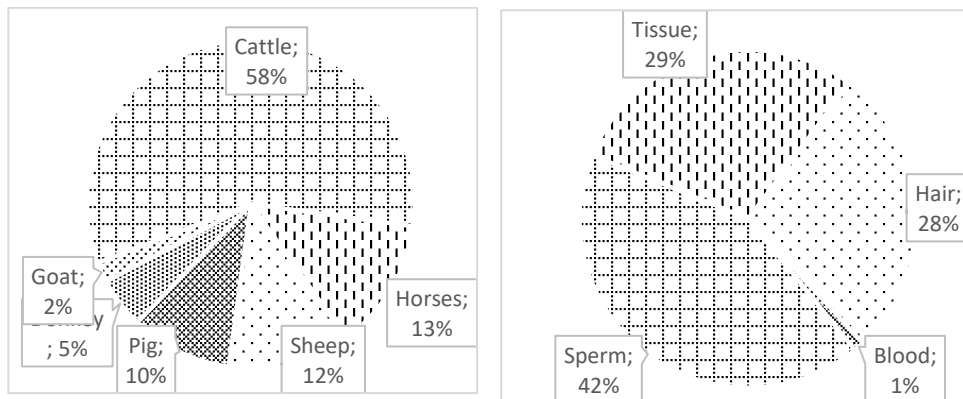 Cattle;
58%
Horses;
13%
Sheep;
12%
Pig;
10%
; 5%
Goat;
2%
Tissue;
29%
Hair;
28%
Blood;
1%
Sperm;
42%